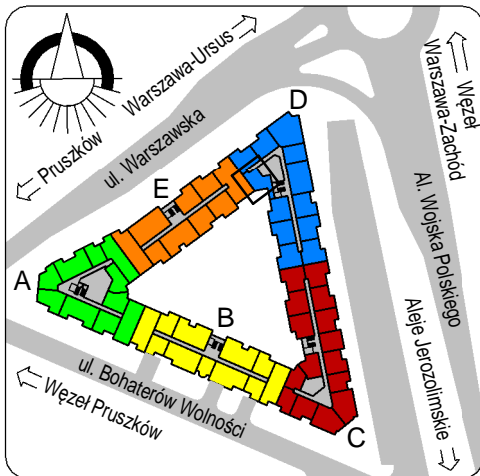 Warszawa-Ursus
Pruszków
ul. Warszawska
Węzeł
Warszawa-Zachód
Al. Wojska Polskiego
Aleje Jerozolimskie
D
E
A
B
C
ul. Bohaterów Wolności
Węzeł Pruszków